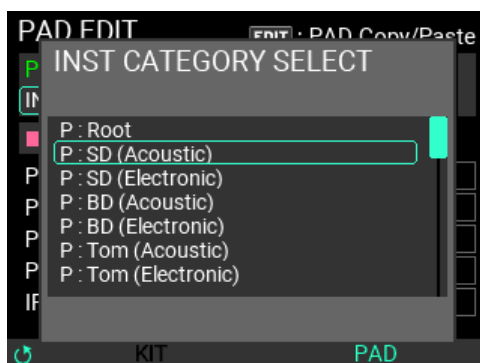 PAD EDIT
EDIT : PAD Copy/Paste
INST CATEGORY SELECT
P : Root
P : SD (Acoustic)
P : SD (Electronic)
P : BD (Acoustic)
P : BD (Electronic)
P : Tom (Acoustic)
P : Tom (Electronic)
KIT
PAD